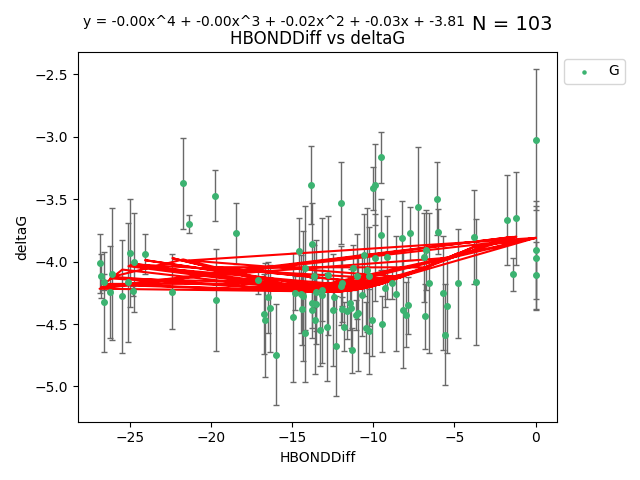 y = -0.00x^4 + -0.00x^3 + -0.02x^2 + -0.03x + -3.81 N = 103
HBONDDiff vs deltaG
G
−2.5
−3.0
−3.5
−4.0
−4.5
−5.0
deltaG
−25 −20 −15 −10 −5 0
HBONDDiff